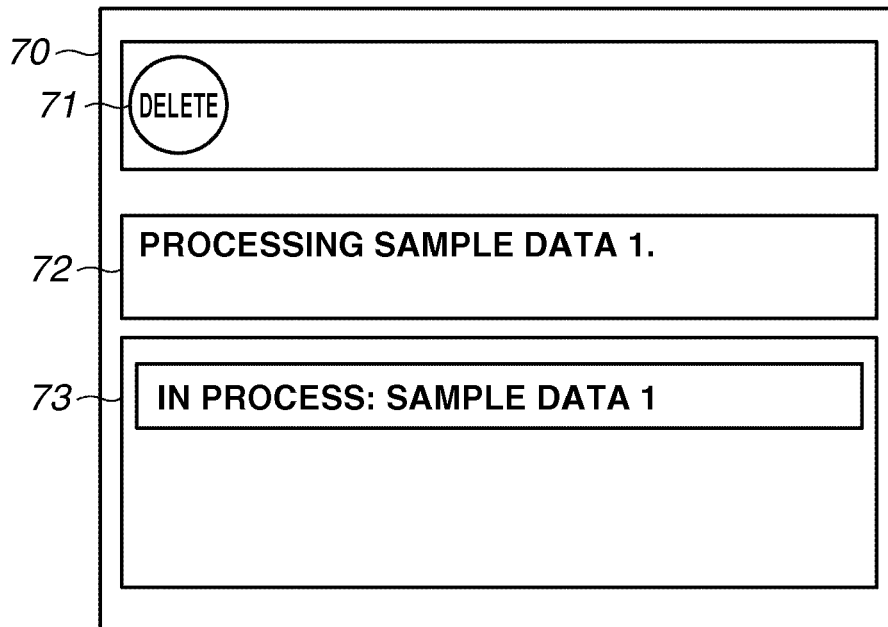 70
71
DELETE
72
PROCESSING SAMPLE DATA 1.
73
IN PROCESS: SAMPLE DATA 1